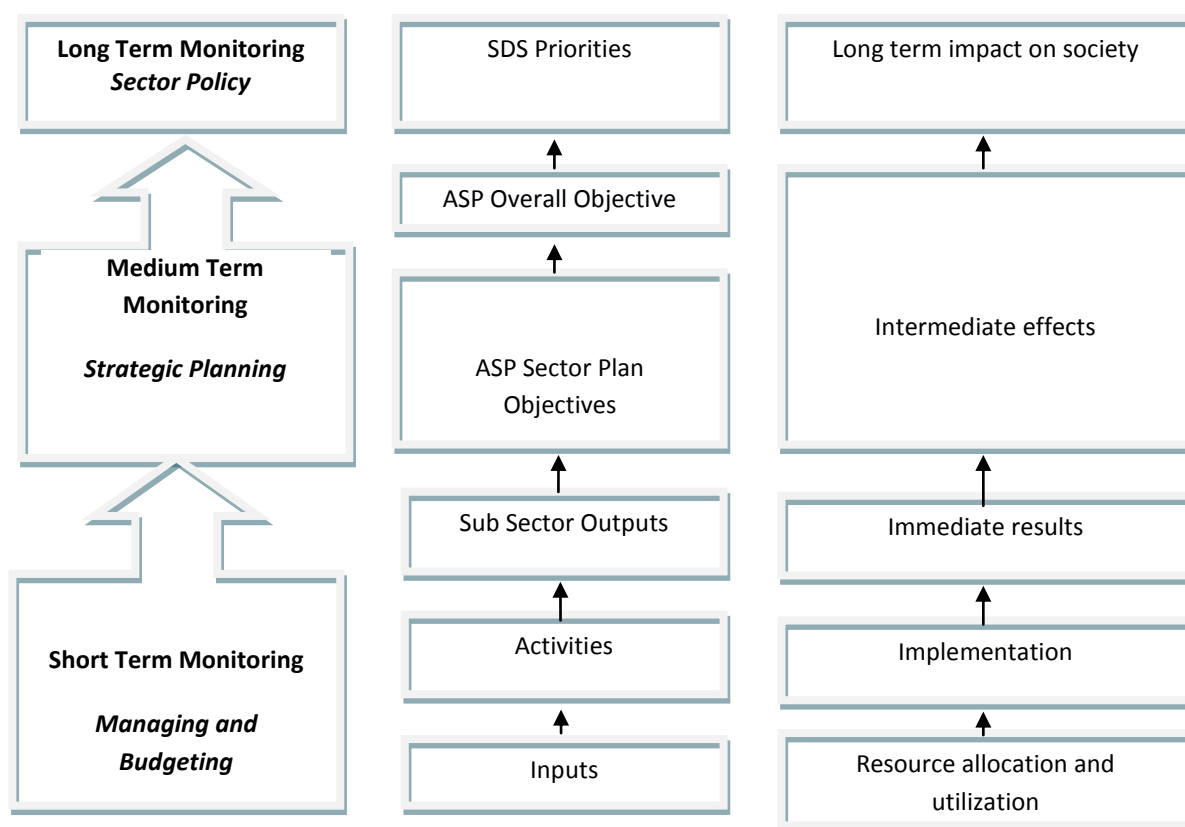 Long Term Monitoring
Sector Policy
Medium Term
Monitoring
Strategic Planning
Short Term Monitoring
Managing and
Budgeting
SDS Priorities
ASP Overall Objective
ASP Sector Plan
Objectives
Sub Sector Outputs
Activities
Inputs
Long term impact on society
Intermediate effects
Immediate results
Implementation
Resource allocation and
utilization